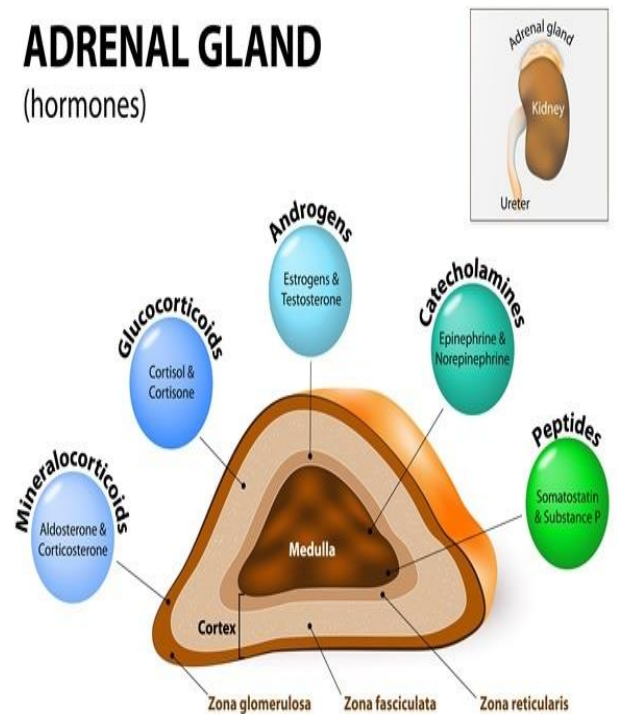 ADRENAL GLAND
(hormones)
Adrenal gland
Kidney
Ureter
Androgens
Estrogens &
Testosterone
Glucocorticoids
Cortisol &
Cortisone
Catecholamines
Epinephrine &
Norepinephrine
Mineralocorticoids
Aldosterone &
Corticosterone
Peptides
Somatostatin
& Substance P
Medulla
Cortex
Zona glomerulosa
Zona fasciculata
Zona reticularis